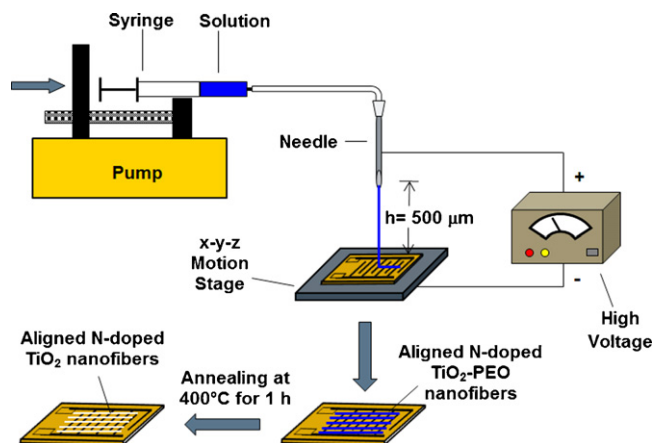 Syringe
Solution
Pump
Needle
h= 500 μm
+
-
x-y-z
Motion
Stage
High
Voltage
Aligned N-doped
TiO₂ nanofibers
Annealing at
400°C for 1 h
Aligned N-doped
TiO₂-PEO
nanofibers